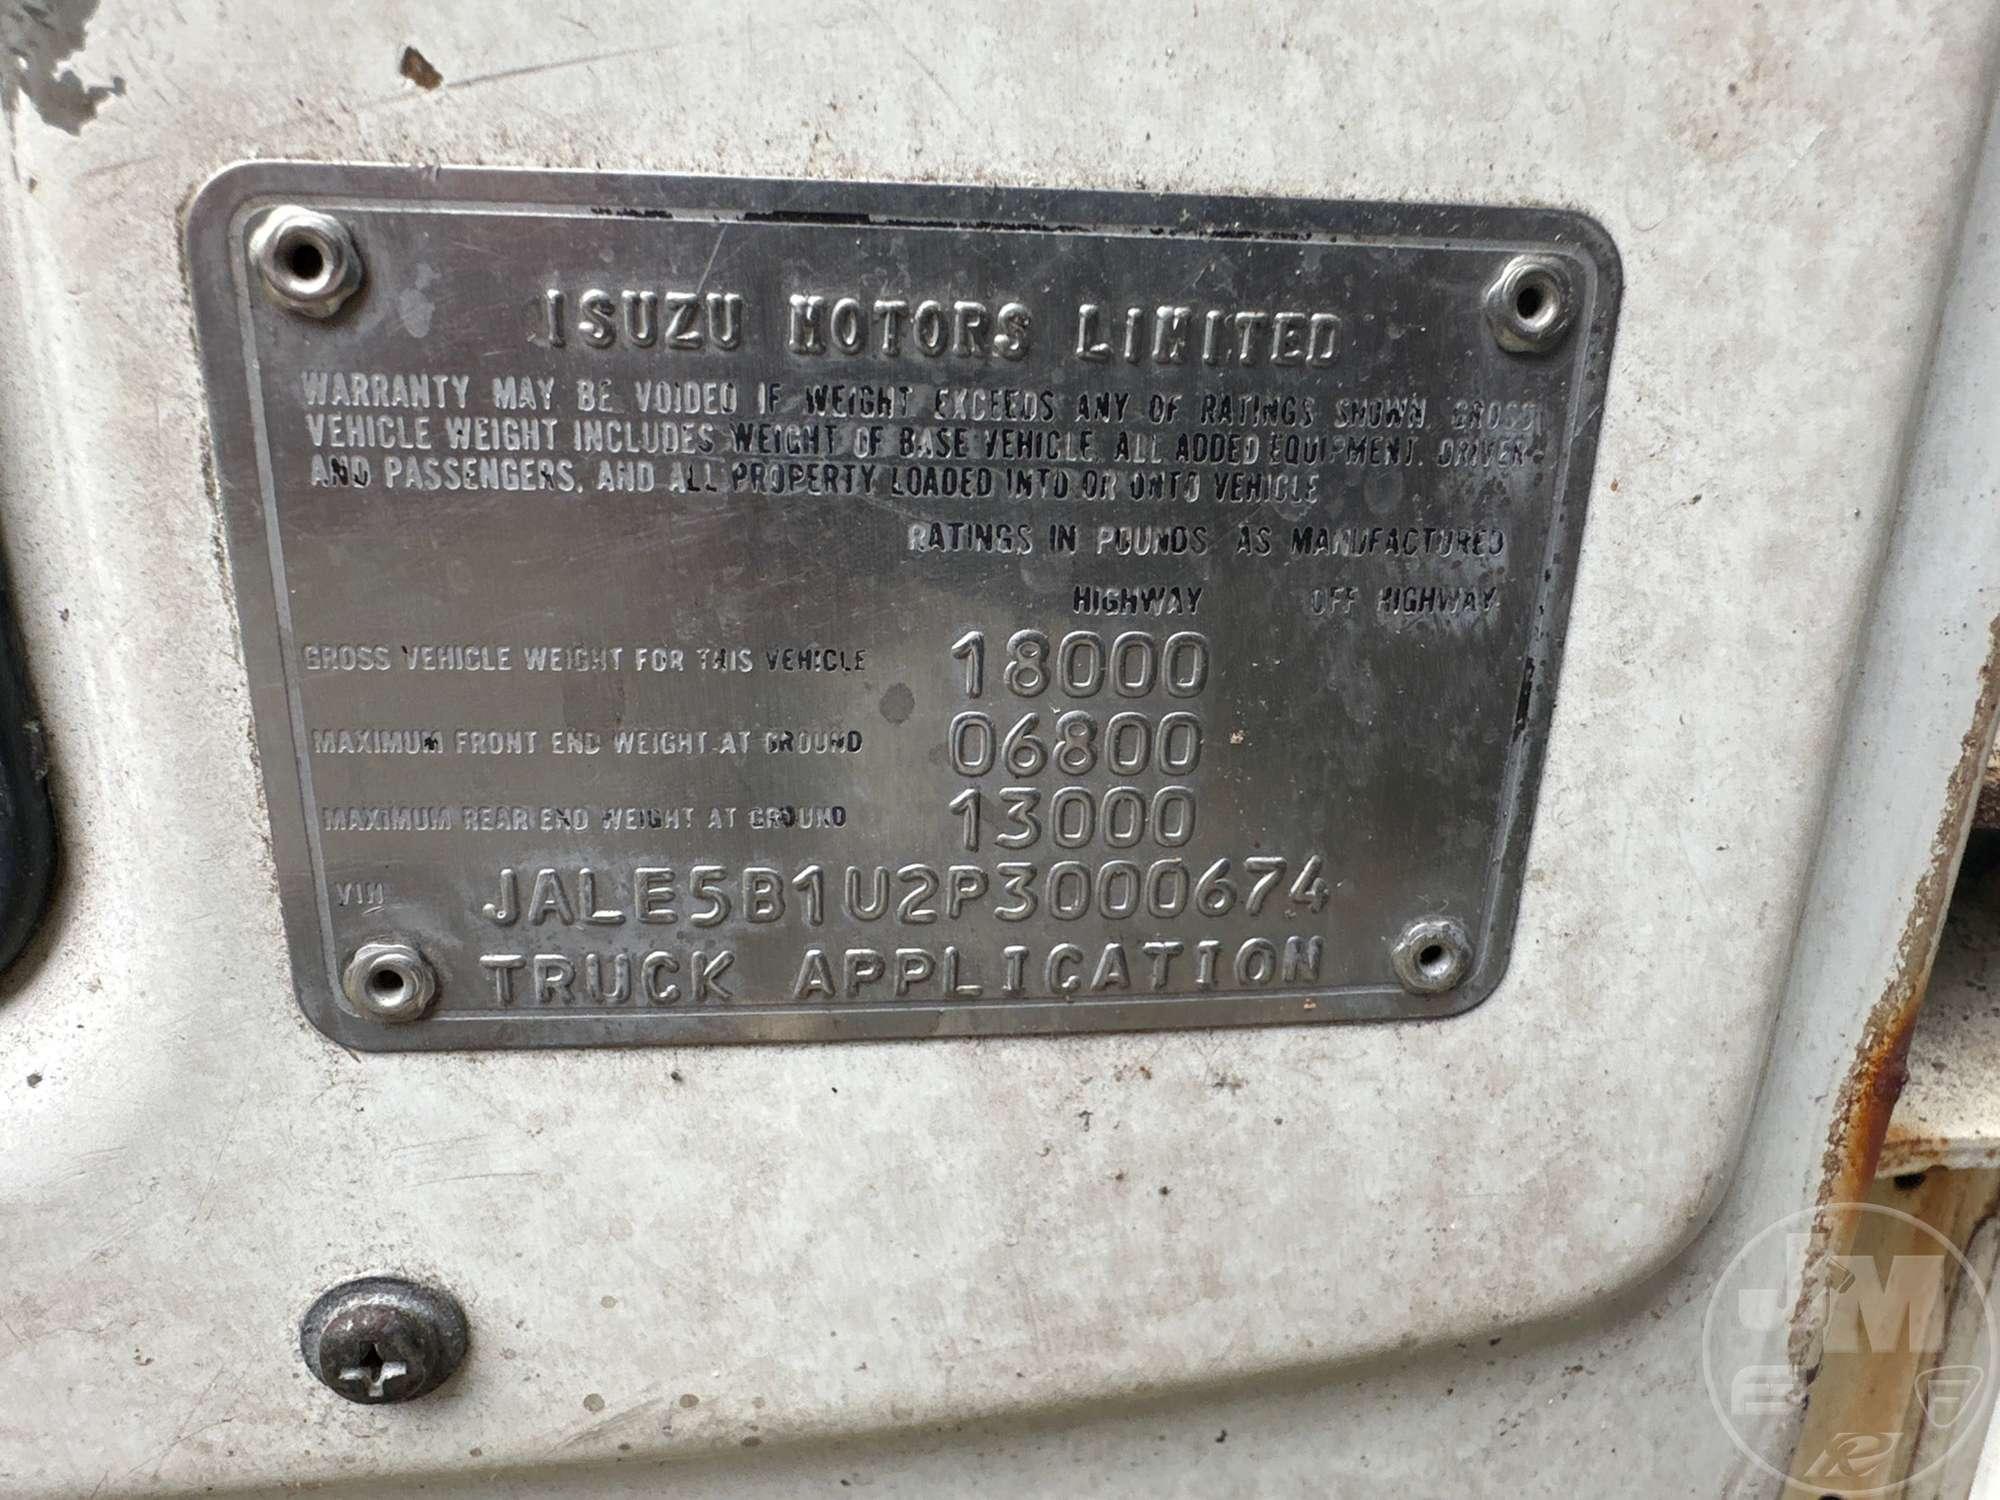 ISUZU MOTORS LIMITED
WARRANTY MAY BE VOIDED IF WEIGHT EXCEEDS ANY OF RATINGS SHOWN. GROSS
VEHICLE WEIGHT INCLUDES WEIGHT OF BASE VEHICLE, ALL ADDED EQUIPMENT, DRIVER
AND PASSENGERS, AND ALL PROPERTY LOADED INTO OR ONTO VEHICLE
RATINGS IN POUNDS AS MANUFACTURED
HIGHWAY OFF HIGHWAY
GROSS VEHICLE WEIGHT FOR THIS VEHICLE 18000
MAXIMUM FRONT END WEIGHT AT GROUND 06800
MAXIMUM REAR END WEIGHT AT GROUND 13000
VIN JALE5B1U2P3000674
TRUCK APPLICATION
JM